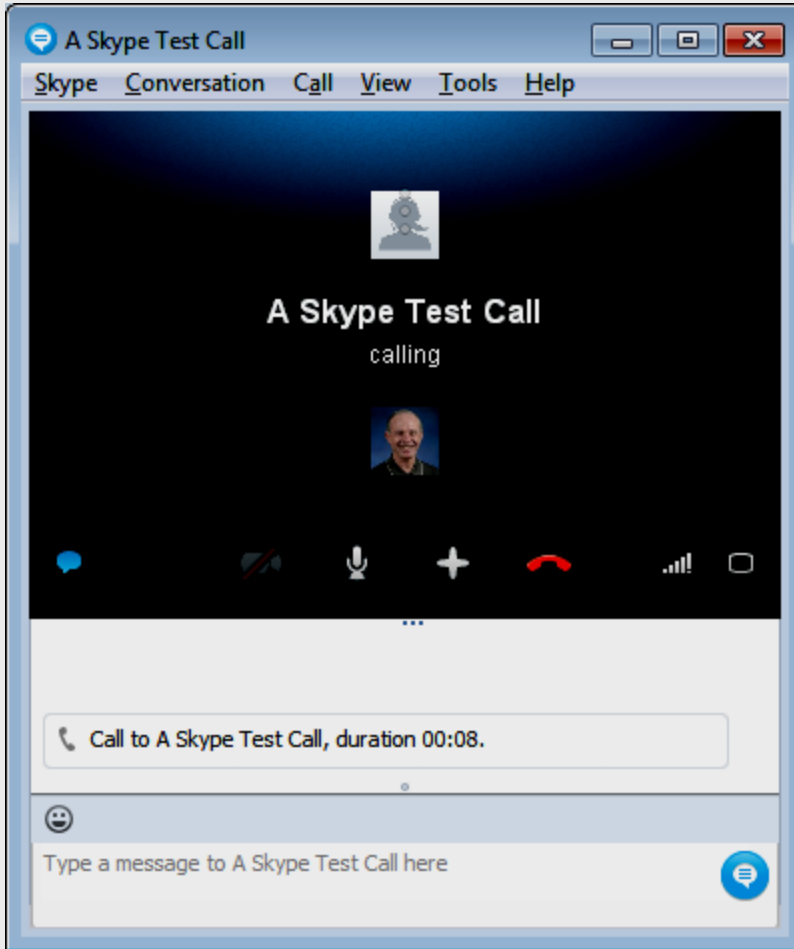 A Skype Test Call
Skype Conversation Call View Tools Help
A Skype Test Call
calling
Call to A Skype Test Call, duration 00:08.
Type a message to A Skype Test Call here